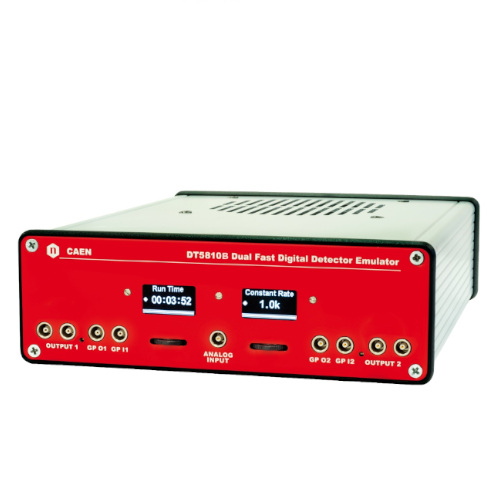 n CAEN
DT5810B Dual Fast Digital Detector Emulator
Run Time
00:03:52
Constant Rate
1.0k
OUTPUT 1
GP O1
GP I1
ANALOG
INPUT
GP O2
GP I2
OUTPUT 2